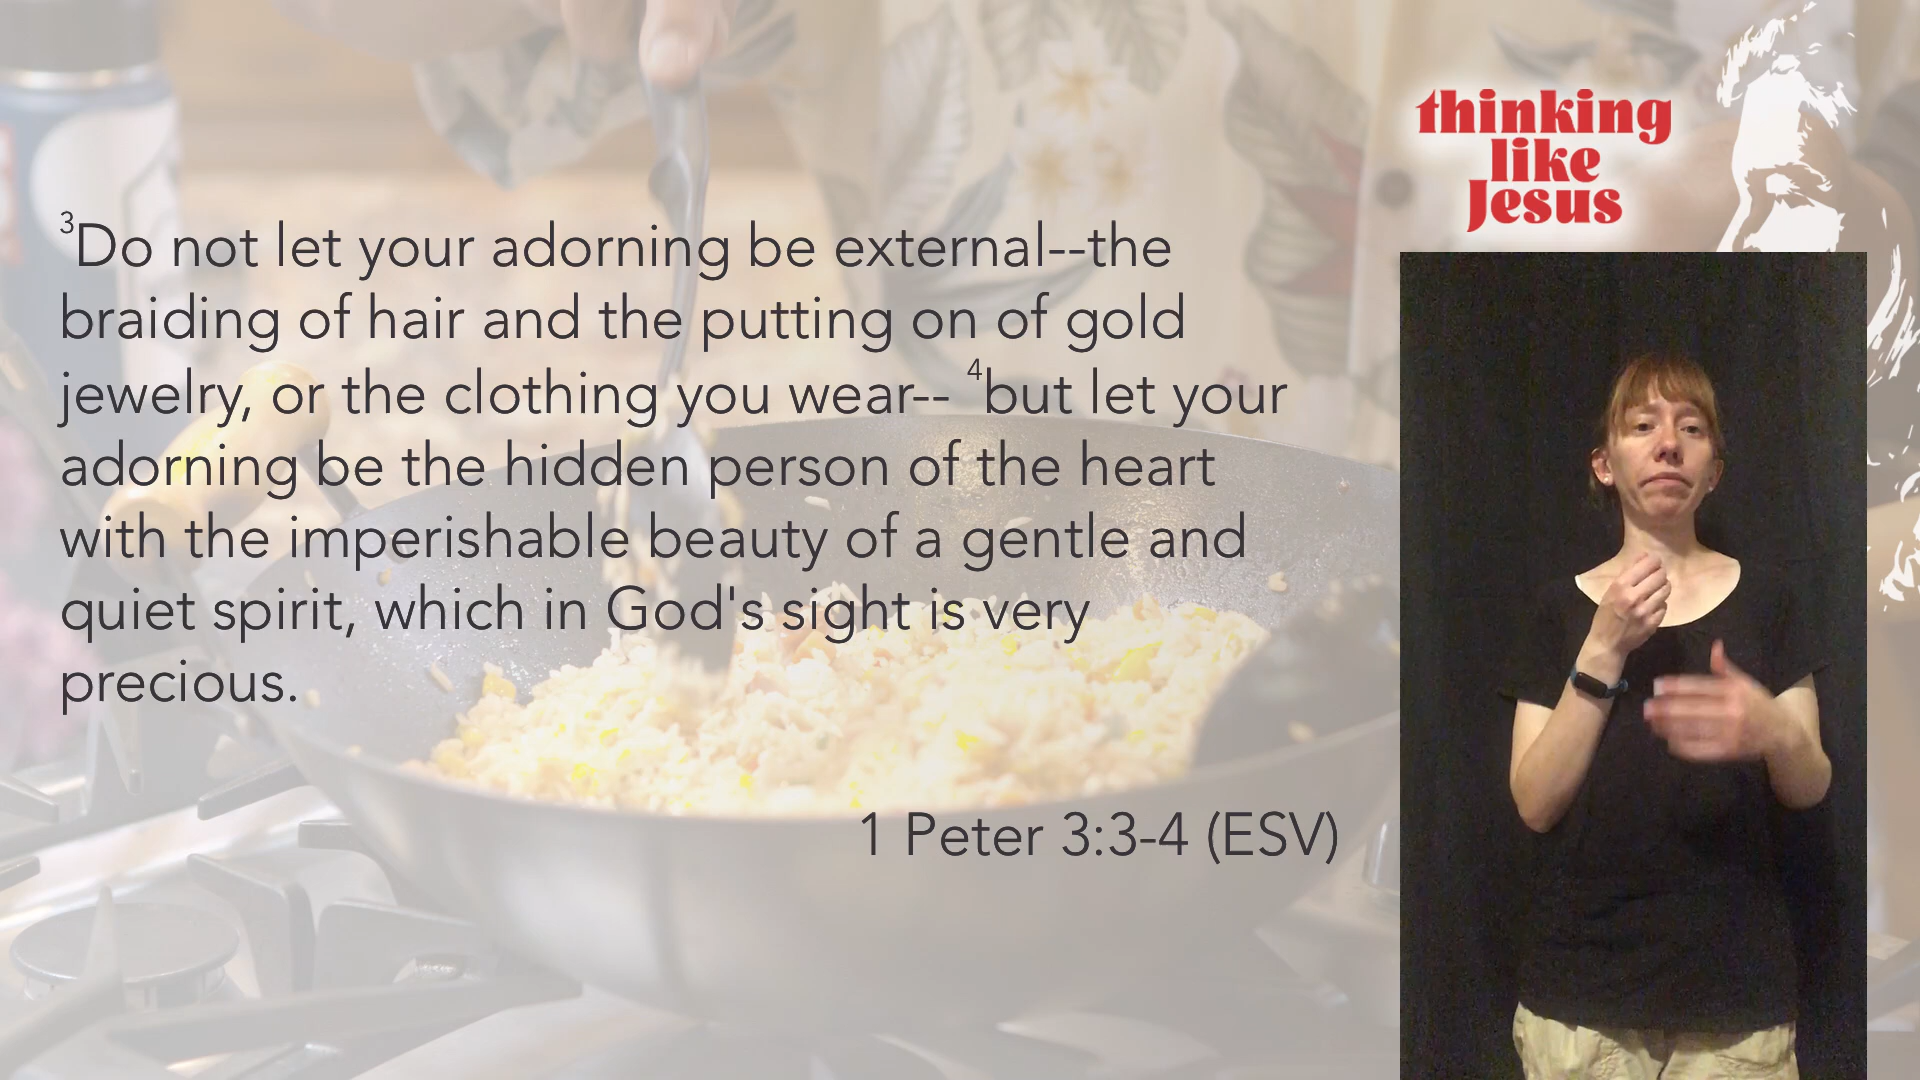 ³Do not let your adorning be external--the
braiding of hair and the putting on of gold
jewelry, or the clothing you wear-- ⁴but let your
adorning be the hidden person of the heart
with the imperishable beauty of a gentle and
quiet spirit, which in God's sight is very
precious.
1 Peter 3:3-4 (ESV)
thinking
like
Jesus